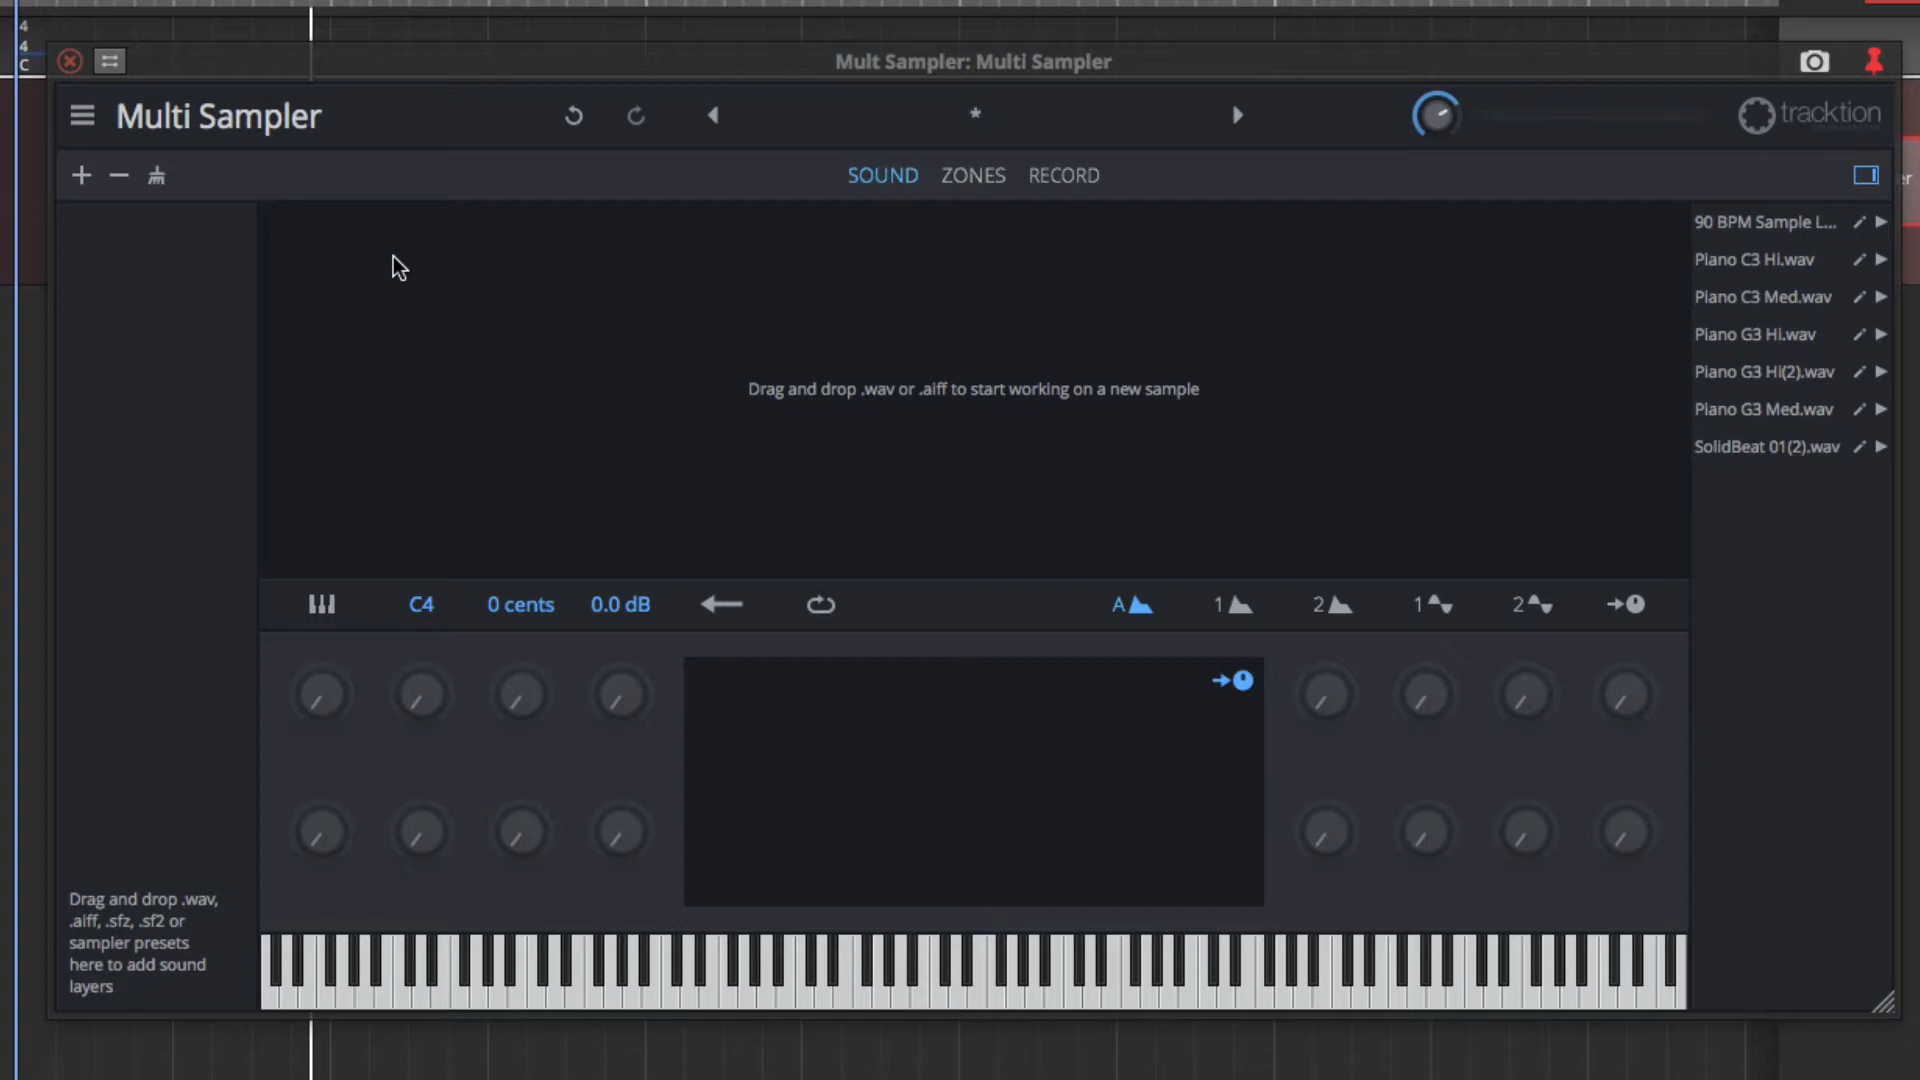 4
4
C
Mult Sampler: Multi Sampler
Multi Sampler
*
tracktion
SOUND ZONES RECORD
er
90 BPM Sample L...
Piano C3 Hi.wav
Piano C3 Med.wav
Piano G3 Hi.wav
Piano G3 Hi(2).wav
Piano G3 Med.wav
SolidBeat 01(2).wav
Drag and drop .wav or .aiff to start working on a new sample
C4 0 cents 0.0 dB A 1 2 1 2
Drag and drop .wav,
.aiff, .sfz, .sf2 or
sampler presets
here to add sound
layers